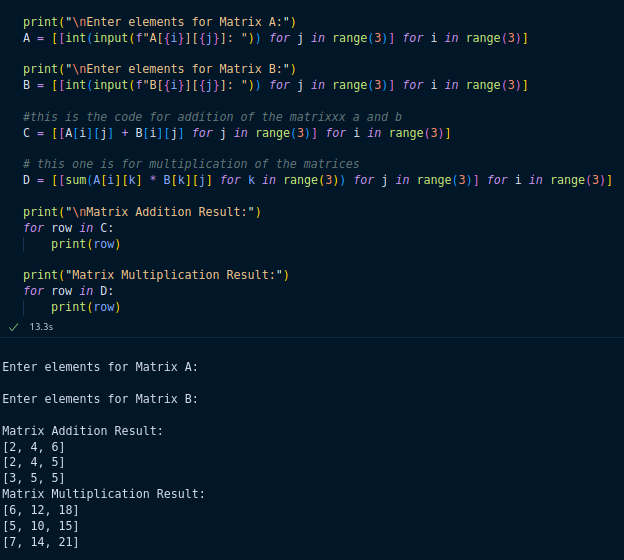 print("\nEnter elements for Matrix A:")
A = [[int(input(f"A[{i}][{j}]: ")) for j in range(3)] for i in range(3)]
print("\nEnter elements for Matrix B:")
B = [[int(input(f"B[{i}][{j}]: ")) for j in range(3)] for i in range(3)]
#this is the code for addition of the matrixxx a and b
C = [[A[i][j] + B[i][j] for j in range(3)] for i in range(3)]
# this one is for multiplication of the matrices
D = [[sum(A[i][k] * B[k][j] for k in range(3)) for j in range(3)] for i in range(3)]
print("\nMatrix Addition Result:")
for row in C:
    print(row)
print("Matrix Multiplication Result:")
for row in D:
    print(row)
13.3s
Enter elements for Matrix A:
Enter elements for Matrix B:
Matrix Addition Result:
[2, 4, 6]
[2, 4, 5]
[3, 5, 5]
Matrix Multiplication Result:
[6, 12, 18]
[5, 10, 15]
[7, 14, 21]